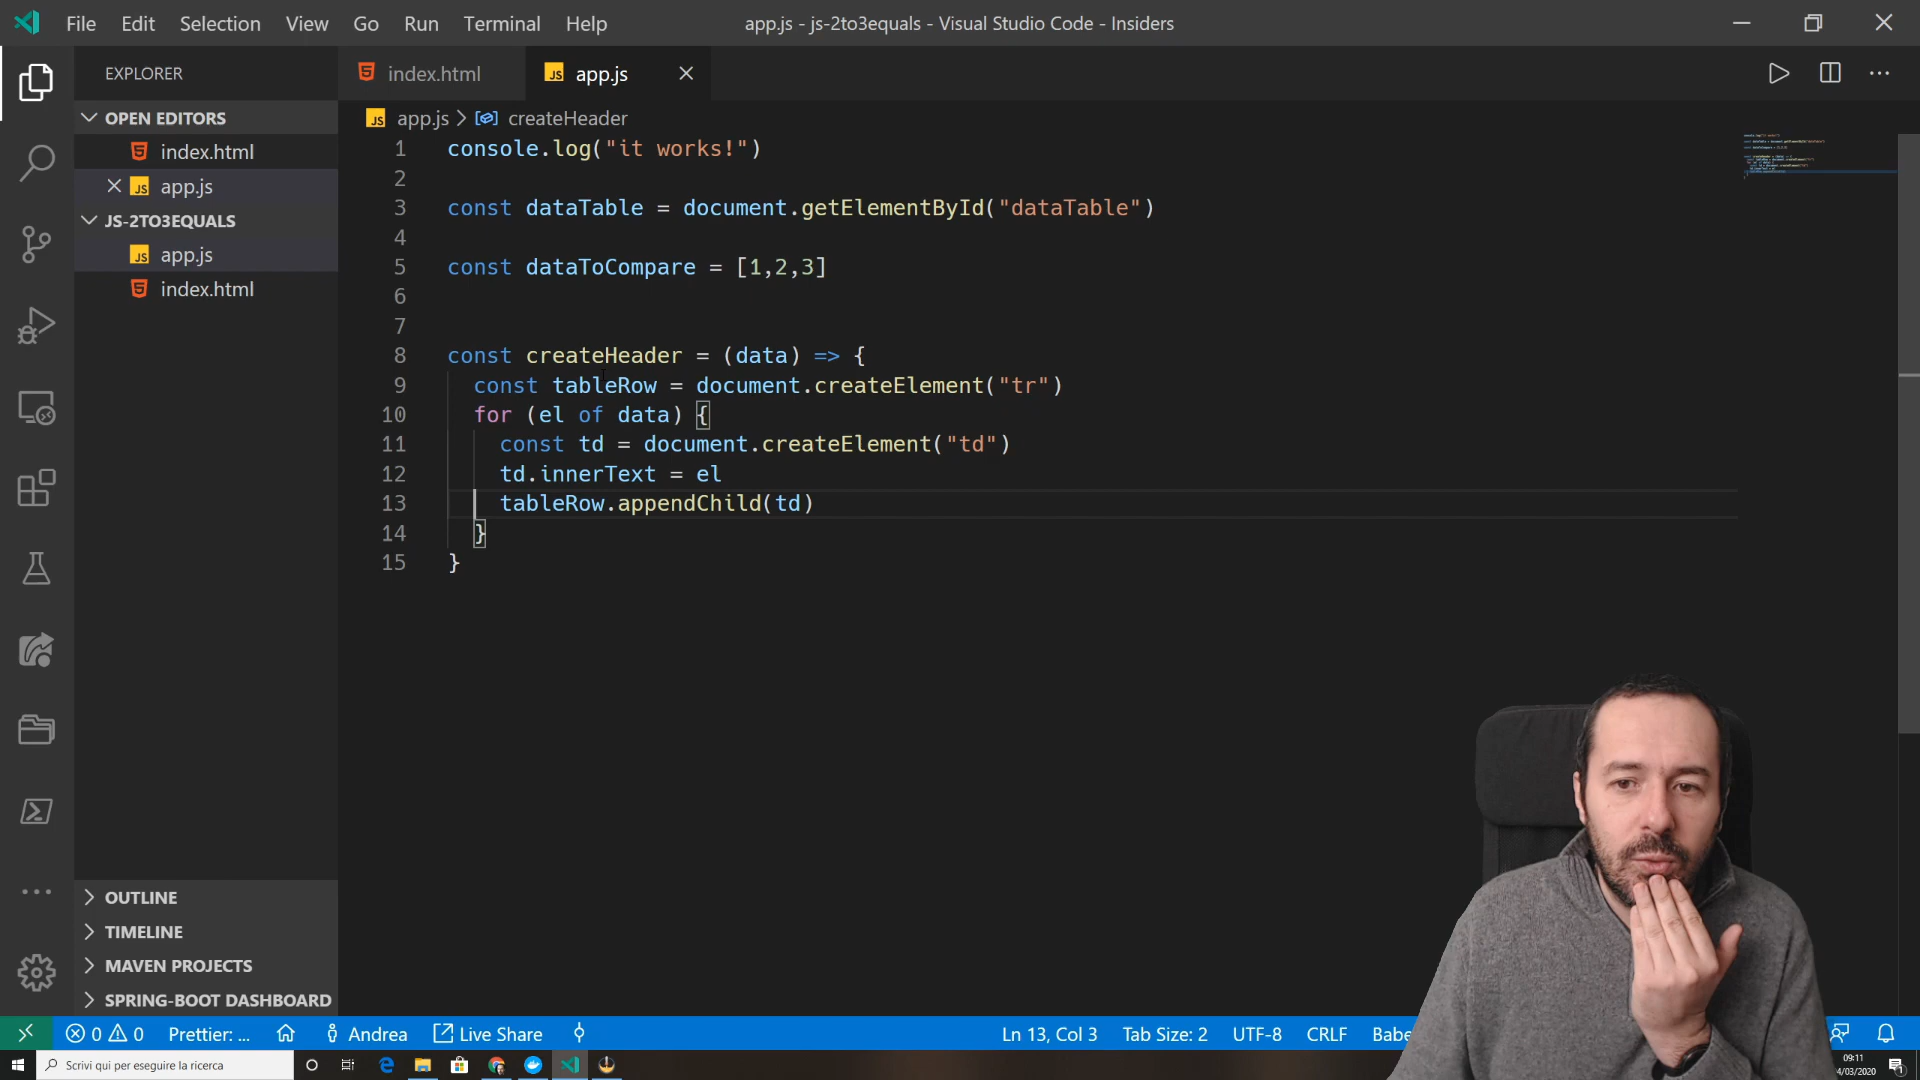 File Edit Selection View Go Run Terminal Help
app.js - js-2to3equals - Visual Studio Code - Insiders
EXPLORER
OPEN EDITORS
index.html
app.js
JS-2TO3EQUALS
app.js
index.html
OUTLINE
TIMELINE
MAVEN PROJECTS
SPRING-BOOT DASHBOARD
index.html
JS app.js
JS app.js > createHeader
1 console.log("it works!")
2
3 const dataTable = document.getElementById("dataTable")
4
5 const dataToCompare = [1,2,3]
6
7
8 const createHeader = (data) => {
9 const tableRow = document.createElement("tr")
10 for (el of data) {
11 const td = document.createElement("td")
12 td.innerText = el
13 tableRow.appendChild(td)
14 }
15 }
0 0 Prettier: ... Andrea Live Share Ln 13, Col 3 Tab Size: 2 UTF-8 CRLF Babe
Scrivi qui per eseguire la ricerca
09:11
4/03/2020